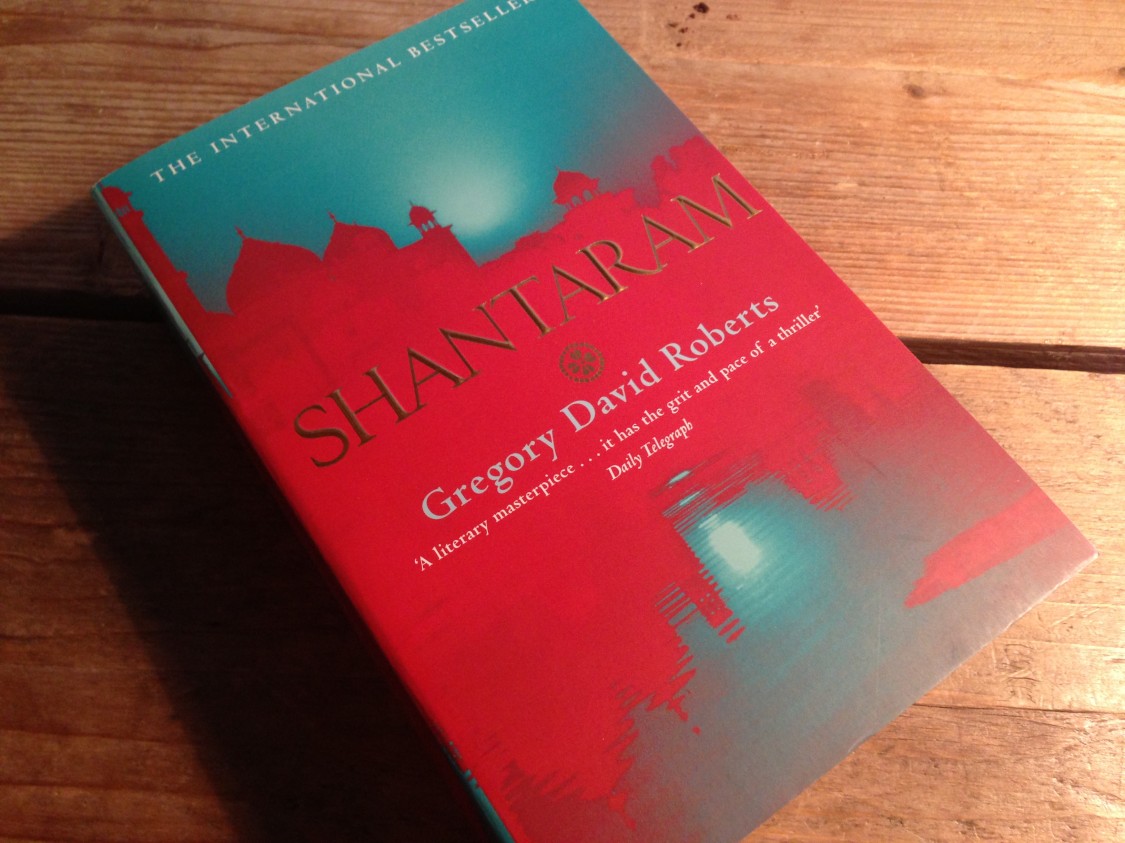 THE INTERNATIONAL BESTSELLER
SHANTARAM
Gregory David Roberts
‘A literary masterpiece . . . it has the grit and pace of a thriller’
Daily Telegraph